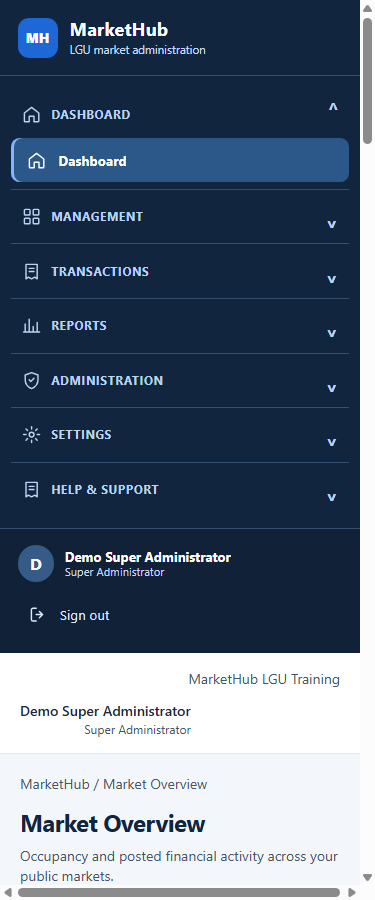 MH
MarketHub
LGU market administration
DASHBOARD
Dashboard
MANAGEMENT
TRANSACTIONS
REPORTS
ADMINISTRATION
SETTINGS
HELP & SUPPORT
D
Demo Super Administrator
Super Administrator
Sign out
MarketHub LGU Training
Demo Super Administrator
Super Administrator
MarketHub / Market Overview
Market Overview
Occupancy and posted financial activity across your
public markets.